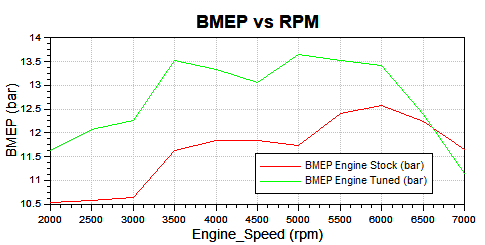 BMEP vs RPM
14
13.5
13
12.5
12
11.5
11
10.5
BMEP (bar)
BMEP Engine Stock (bar)
BMEP Engine Tuned (bar)
2000 2500 3000 3500 4000 4500 5000 5500 6000 6500 7000
Engine_Speed (rpm)